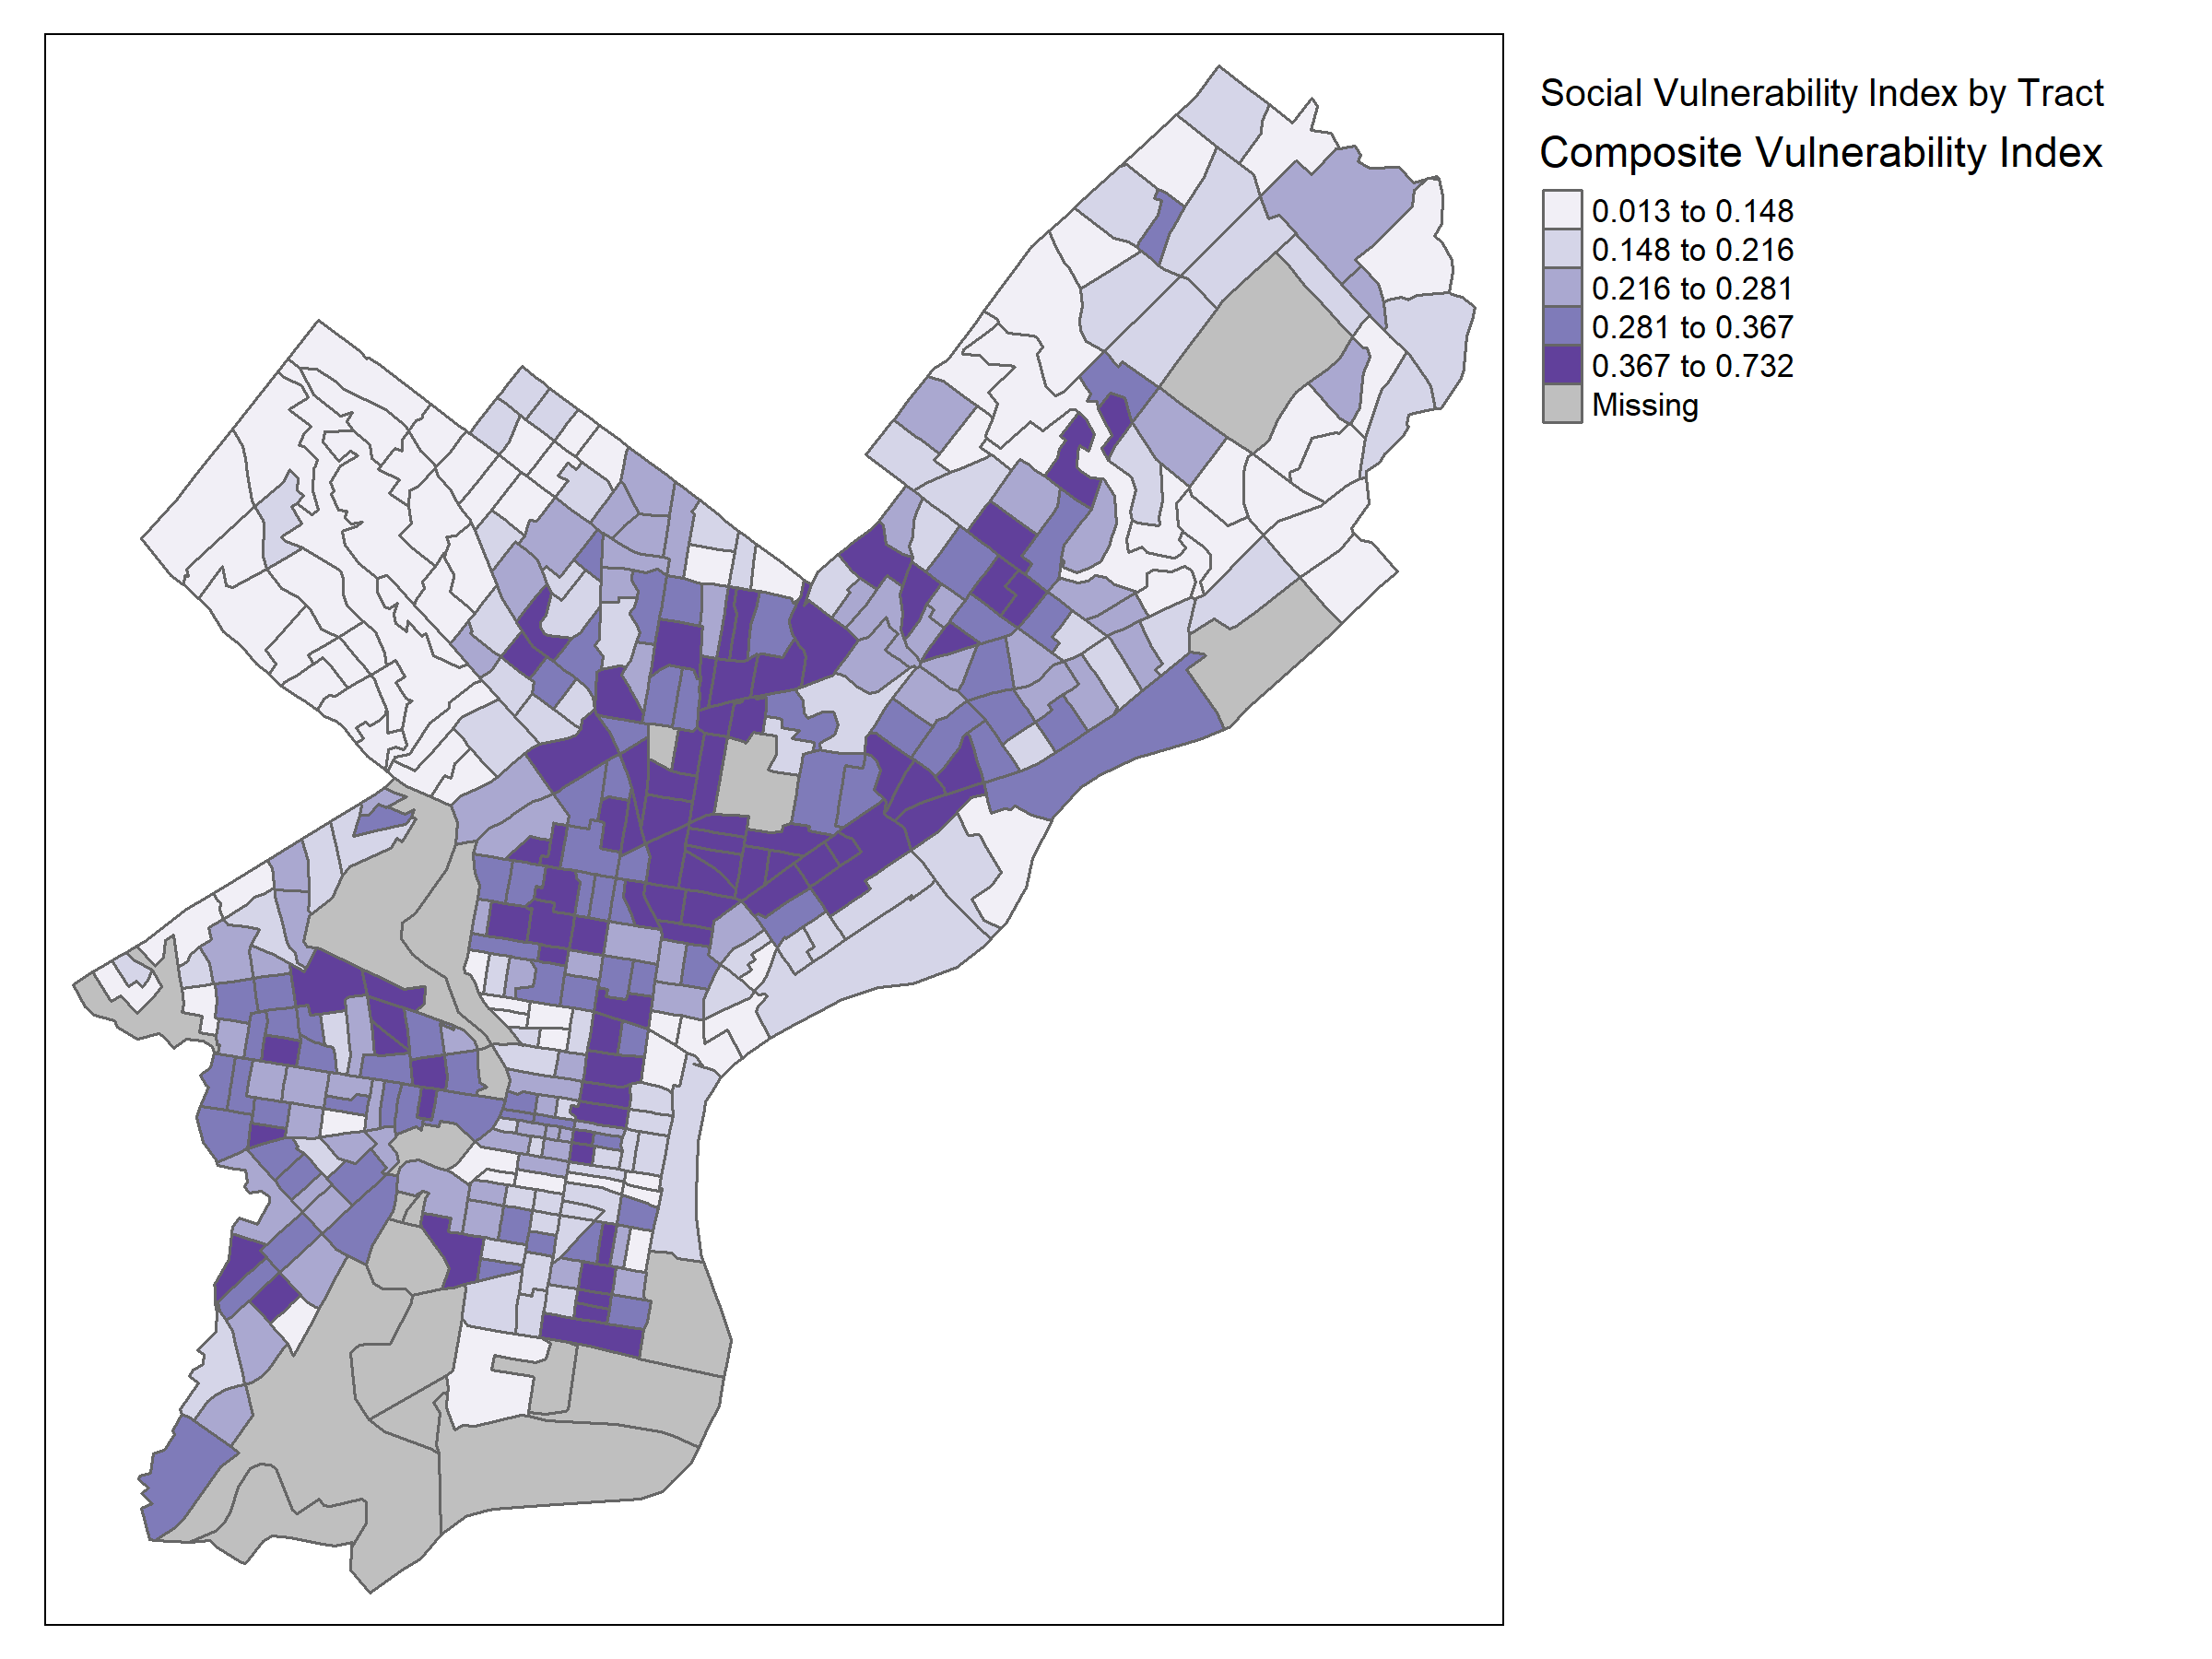 Social Vulnerability Index by Tract
Composite Vulnerability Index
0.013 to 0.148
0.148 to 0.216
0.216 to 0.281
0.281 to 0.367
0.367 to 0.732
Missing